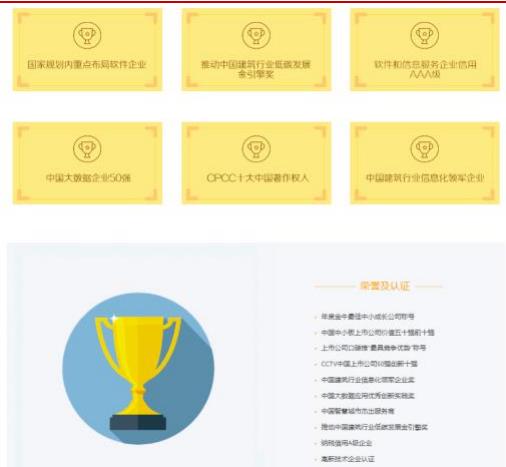 国家规划内重点布局软件企业
推动中国建筑行业低碳发展
金引擎奖
软件和信息服务企业信用
AAA级
中国大数据企业50强
CPCC十大中国著作权人
中国建筑行业信息化领军企业
荣誉及认证
年度金牛最佳中小成长公司称号
中国中小板上市公司价值五十强前十强
上市公司口碑榜“最具竞争优势”称号
CCTV中国上市公司50强创新十强
中国建筑行业信息化领军企业奖
中国大数据应用优秀创新实践奖
中国智慧城市杰出服务商
推动中国建筑行业低碳发展金引擎奖
纳税信用A级企业
高新技术企业认证